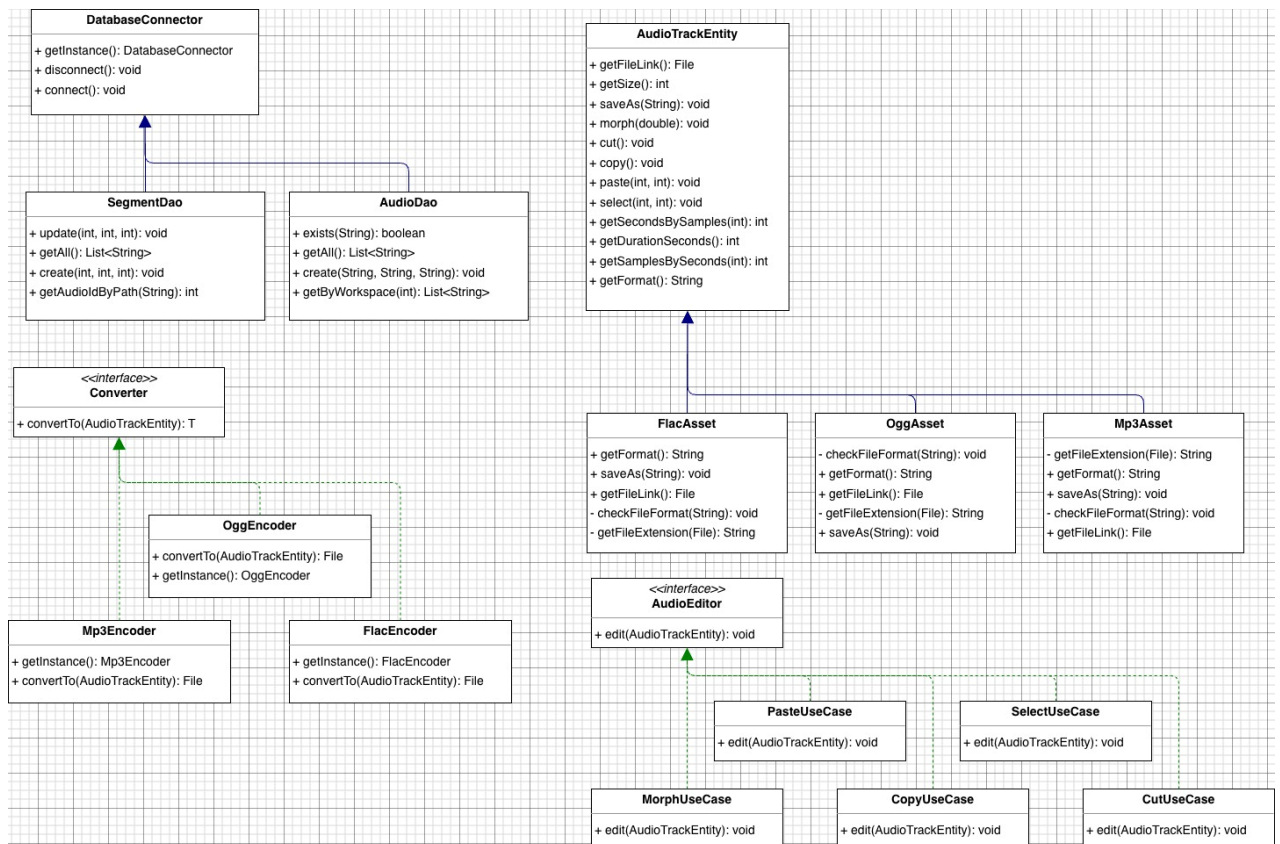 DatabaseConnector
+ getInstance(): DatabaseConnector
+ disconnect(): void
+ connect(): void
AudioTrackEntity
+ getFileLink(): File
+ getSize(): int
+ saveAs(String): void
+ morph(double): void
+ cut(): void
+ copy(): void
+ paste(int, int): void
+ select(int, int): void
+ getSecondsBySamples(int): int
+ getDurationSeconds(): int
+ getSamplesBySeconds(int): int
+ getFormat(): String
SegmentDao
+ update(int, int, int): void
+ getAll(): List<String>
+ create(int, int, int): void
+ getAudioIdByPath(String): int
AudioDao
+ exists(String): boolean
+ getAll(): List<String>
+ create(String, String, String): void
+ getByWorkspace(int): List<String>
<<interface>>
Converter
+ convertTo(AudioTrackEntity): T
FlacAsset
+ getFormat(): String
+ saveAs(String): void
+ getFileLink(): File
- checkFileFormat(String): void
- getFileExtension(File): String
OggAsset
- checkFileFormat(String): void
+ getFormat(): String
+ getFileLink(): File
- getFileExtension(File): String
+ saveAs(String): void
Mp3Asset
- getFileExtension(File): String
+ getFormat(): String
+ saveAs(String): void
- checkFileFormat(String): void
+ getFileLink(): File
OggEncoder
+ convertTo(AudioTrackEntity): File
+ getInstance(): OggEncoder
Mp3Encoder
+ getInstance(): Mp3Encoder
+ convertTo(AudioTrackEntity): File
FlacEncoder
+ getInstance(): FlacEncoder
+ convertTo(AudioTrackEntity): File
<<interface>>
AudioEditor
+ edit(AudioTrackEntity): void
PasteUseCase
+ edit(AudioTrackEntity): void
SelectUseCase
+ edit(AudioTrackEntity): void
MorphUseCase
+ edit(AudioTrackEntity): void
CopyUseCase
+ edit(AudioTrackEntity): void
CutUseCase
+ edit(AudioTrackEntity): void